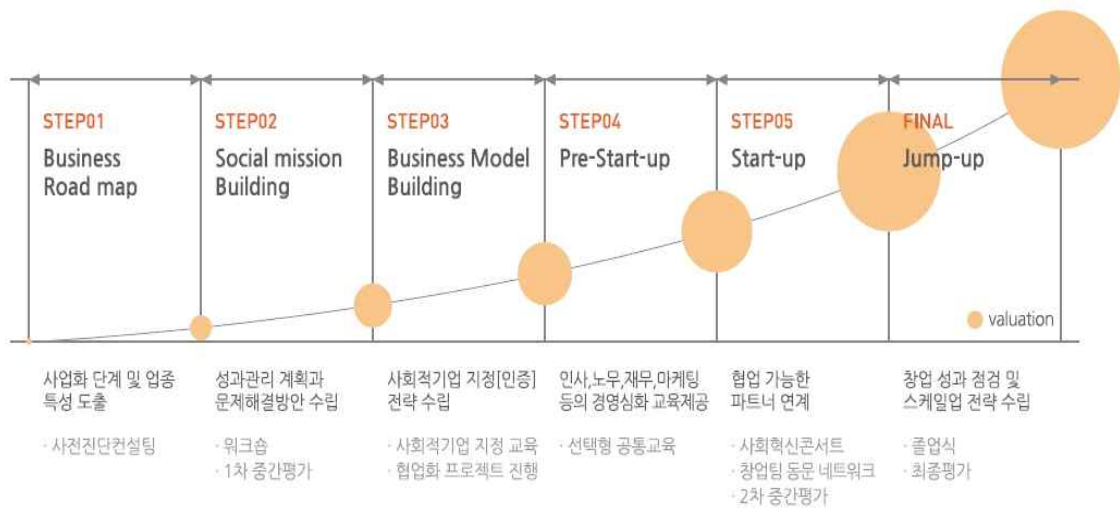 STEP01
Business
Road map
STEP02
Social mission
Building
STEP03
Business Model
Building
STEP04
Pre-Start-up
STEP05
Start-up
FINAL
Jump-up
valuation
사업화 단계 및 업종
특성 도출
· 사전진단컨설팅
성과관리 계획과
문제해결방안 수립
· 워크숍
· 1차 중간평가
사회적기업 지정[인증]
전략 수립
· 사회적기업 지정 교육
· 협업화 프로젝트 진행
인사,노무,재무,마케팅
등의 경영심화 교육제공
· 선택형 공통교육
협업 가능한
파트너 연계
· 사회혁신콘서트
· 창업팀 동문 네트워크
· 2차 중간평가
창업 성과 점검 및
스케일업 전략 수립
· 졸업식
· 최종평가